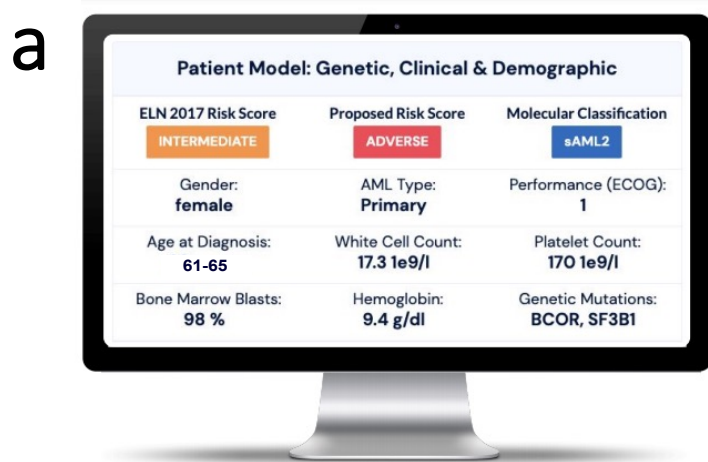 a
Patient Model: Genetic, Clinical & Demographic
ELN 2017 Risk Score Proposed Risk Score Molecular Classification
INTERMEDIATE ADVERSE sAML2
Gender: AML Type: Performance (ECOG):
female Primary 1
Age at Diagnosis: White Cell Count: Platelet Count:
61-65 17.3 1e9/l 170 1e9/l
Bone Marrow Blasts: Hemoglobin: Genetic Mutations:
98 % 9.4 g/dl BCOR, SF3B1